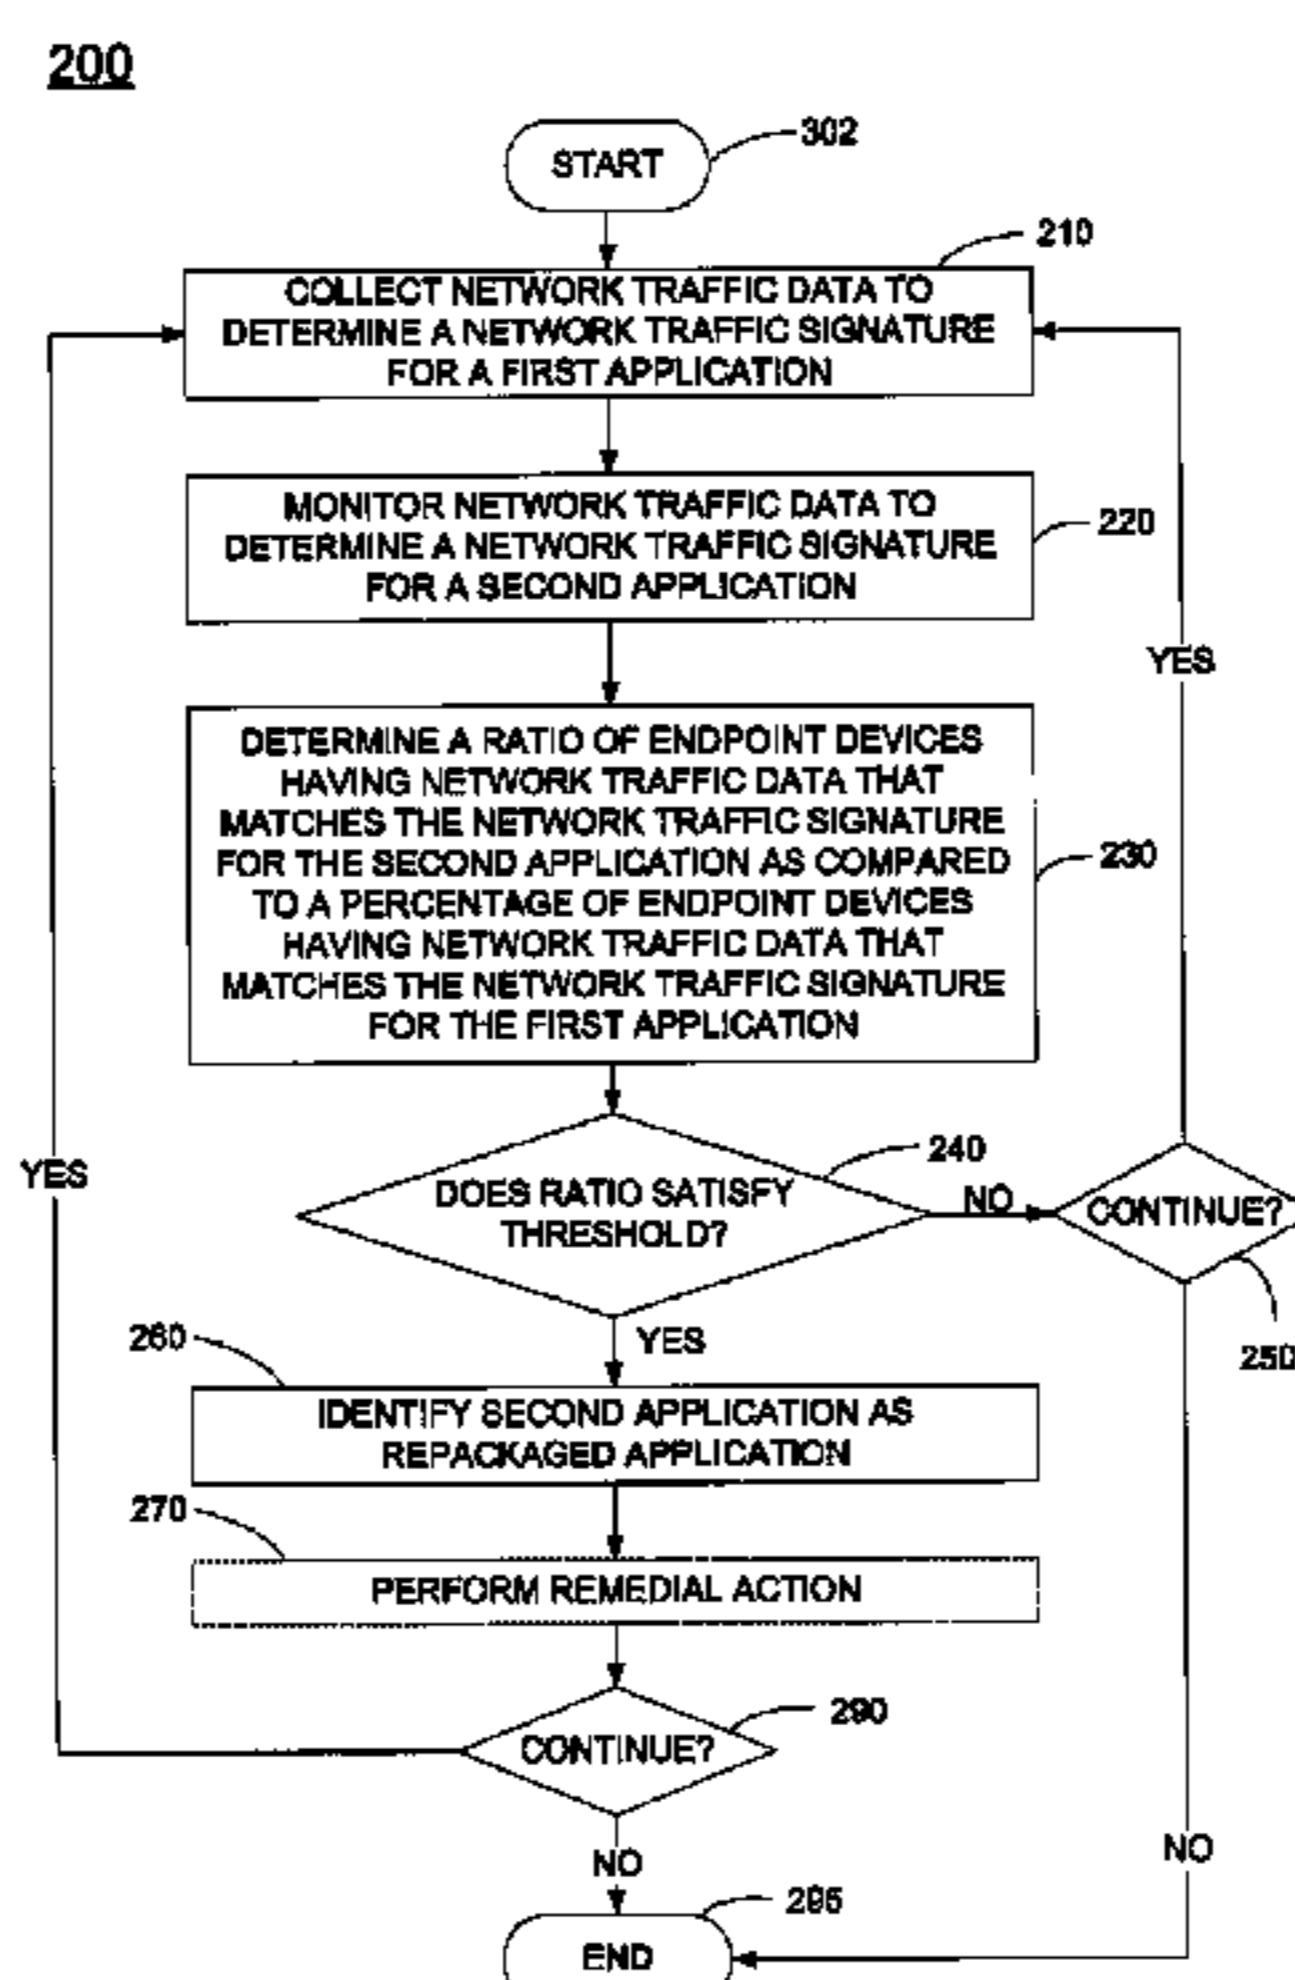 200
START
302
210
COLLECT NETWORK TRAFFIC DATA TO
DETERMINE A NETWORK TRAFFIC SIGNATURE
FOR A FIRST APPLICATION
MONITOR NETWORK TRAFFIC DATA TO
DETERMINE A NETWORK TRAFFIC SIGNATURE
FOR A SECOND APPLICATION
220
YES
DETERMINE A RATIO OF ENDPOINT DEVICES
HAVING NETWORK TRAFFIC DATA THAT
MATCHES THE NETWORK TRAFFIC SIGNATURE
FOR THE SECOND APPLICATION AS COMPARED
TO A PERCENTAGE OF ENDPOINT DEVICES
HAVING NETWORK TRAFFIC DATA THAT
MATCHES THE NETWORK TRAFFIC SIGNATURE
FOR THE FIRST APPLICATION
230
YES
DOES RATIO SATISFY
THRESHOLD?
240
NO
CONTINUE?
250
YES
260
IDENTIFY SECOND APPLICATION AS
REPACKAGED APPLICATION
270
PERFORM REMEDIAL ACTION
CONTINUE?
290
NO
NO
295
END